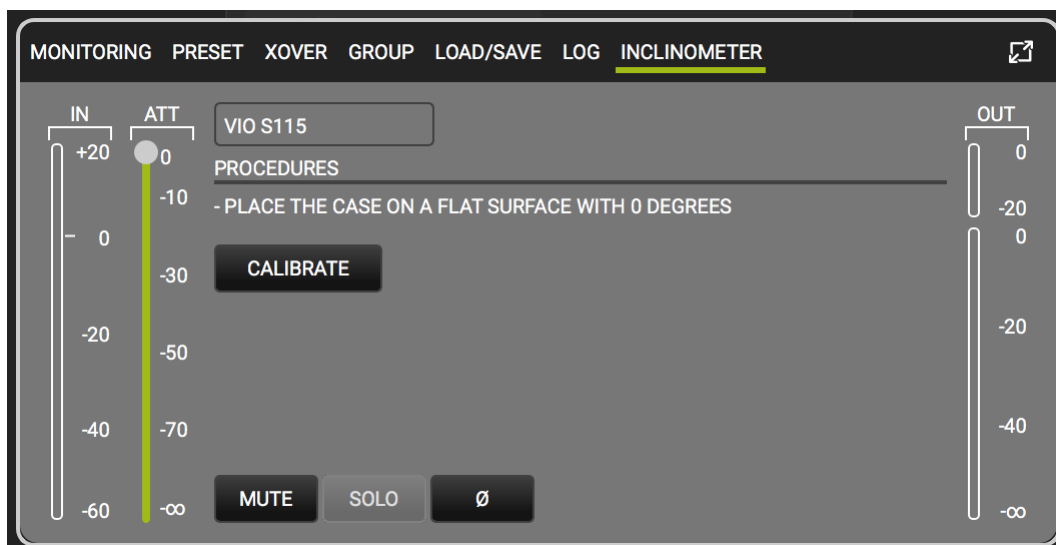 MONITORING PRESET XOVER GROUP LOAD/SAVE LOG INCLINOMETER
IN
+20
0
-20
-40
-60
ATT
0
-10
-30
-50
-70
-∞
VIO S115
PROCEDURES
- PLACE THE CASE ON A FLAT SURFACE WITH 0 DEGREES
CALIBRATE
MUTE SOLO Ø
OUT
0
-20
0
-20
-40
-∞